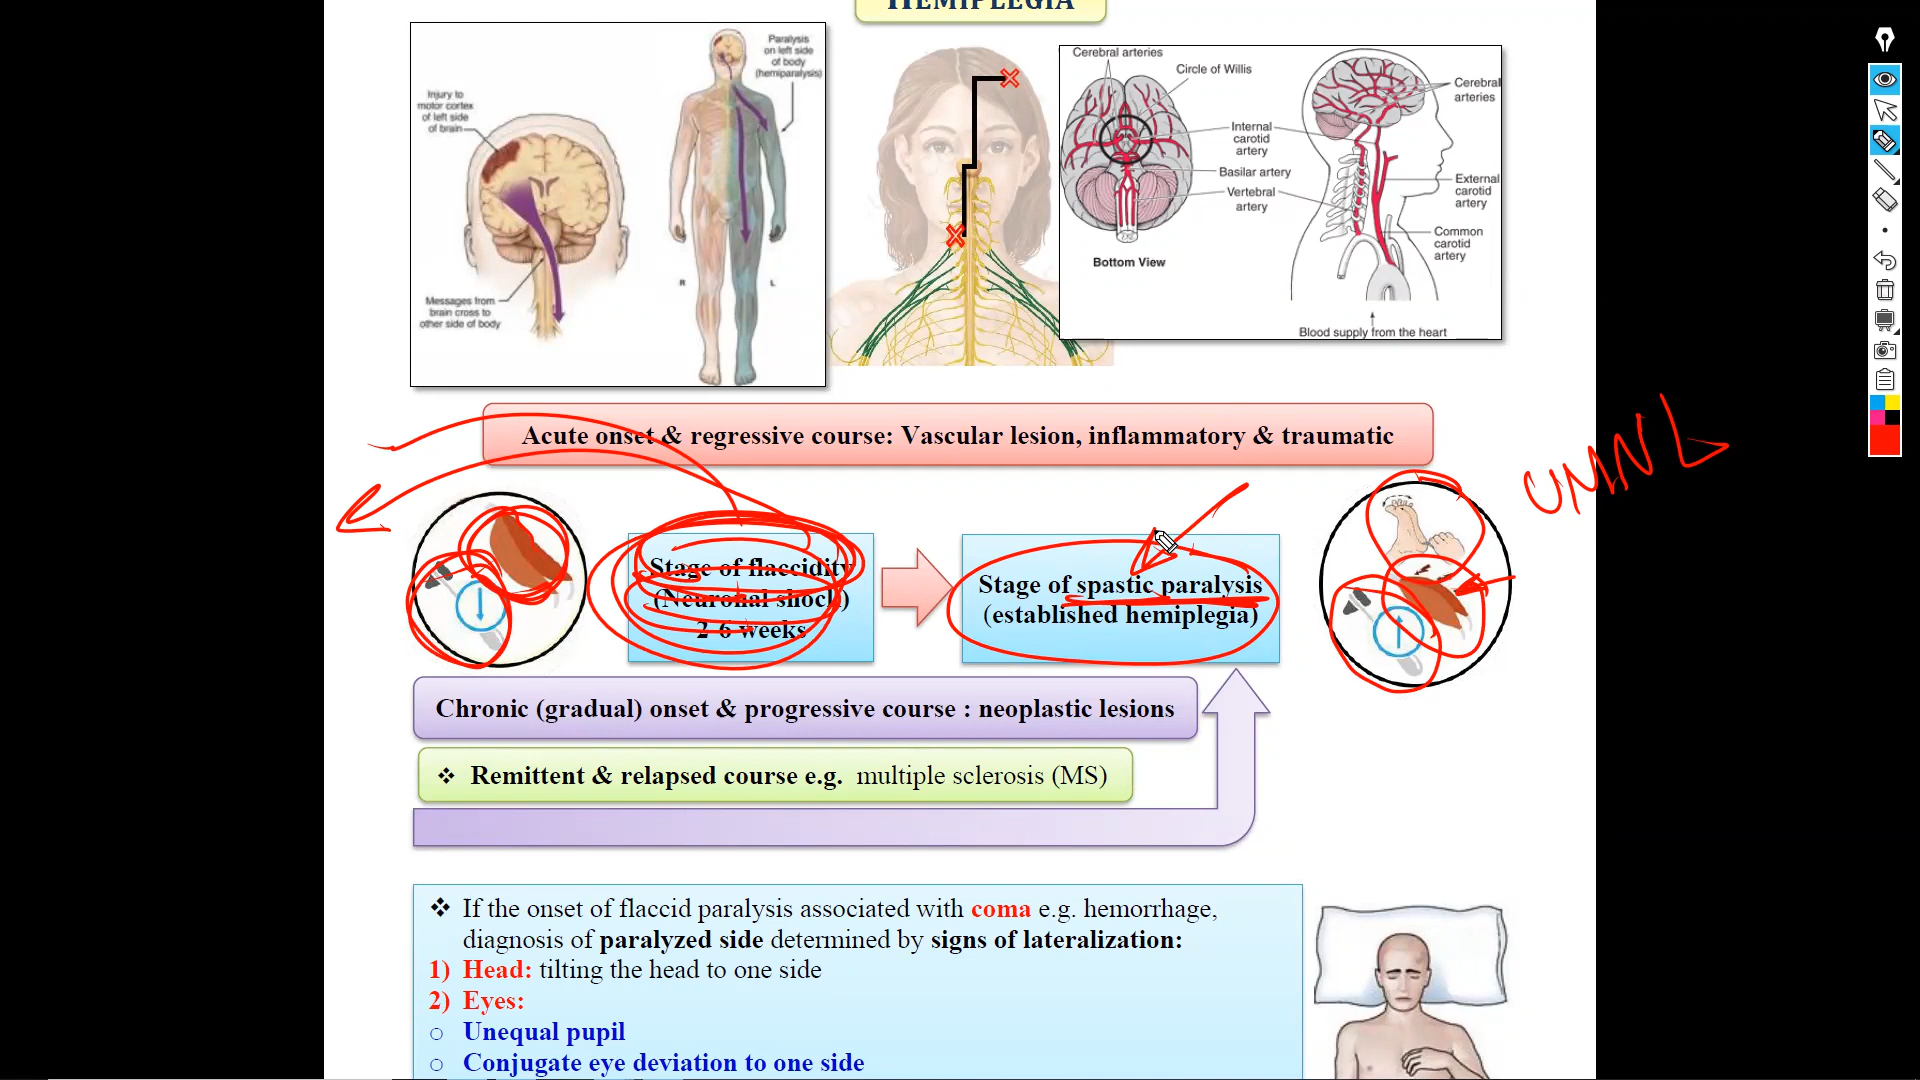 HEMIPLEGIA
Injury to
motor cortex
of left side
of brain
Messages from
brain cross to
other side of body
Paralysis
on left side
of body
(hemiparalysis)
R
L
Cerebral arteries
Circle of Willis
Internal
carotid
artery
Basilar artery
Vertebral
artery
Bottom View
Cerebral
arteries
External
carotid
artery
Common
carotid
artery
Blood supply from the heart
Acute onset & regressive course: Vascular lesion, inflammatory & traumatic
UMNL
Stage of flaccidity
(Neuronal shock)
2-6 weeks
Stage of spastic paralysis
(established hemiplegia)
Chronic (gradual) onset & progressive course : neoplastic lesions
❖ Remittent & relapsed course e.g. multiple sclerosis (MS)
❖ If the onset of flaccid paralysis associated with coma e.g. hemorrhage,
diagnosis of paralyzed side determined by signs of lateralization:
1) Head: tilting the head to one side
2) Eyes:
○ Unequal pupil
○ Conjugate eye deviation to one side